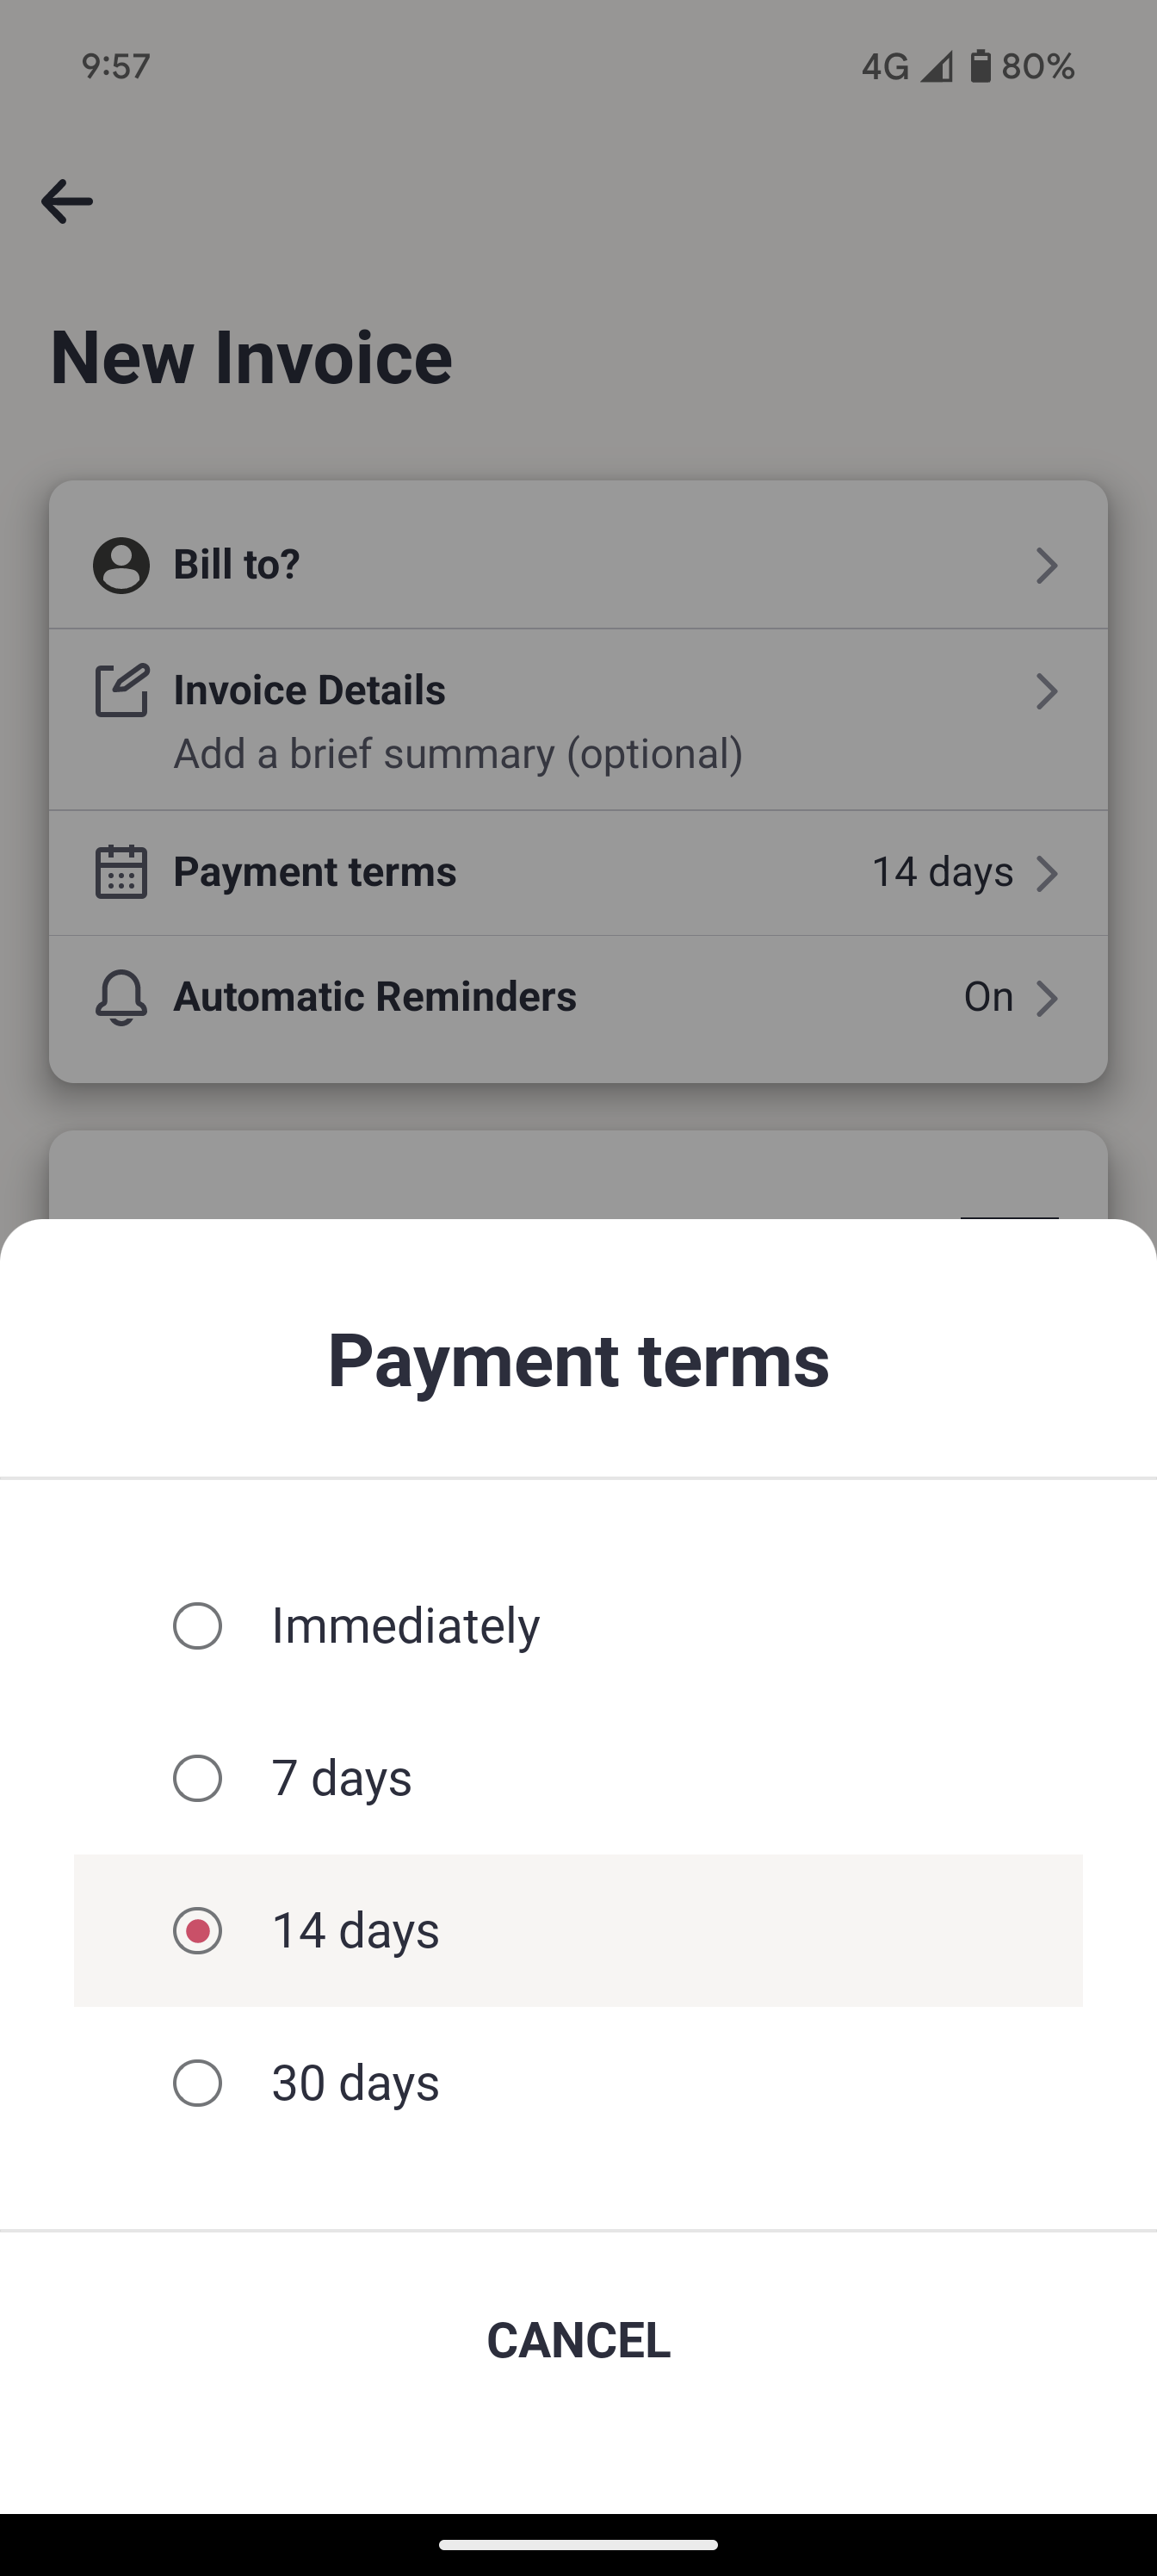 9:57
4G 80%
New Invoice
Bill to?
Invoice Details
Add a brief summary (optional)
Payment terms 14 days
Automatic Reminders On
Payment terms
Immediately
7 days
14 days
30 days
CANCEL